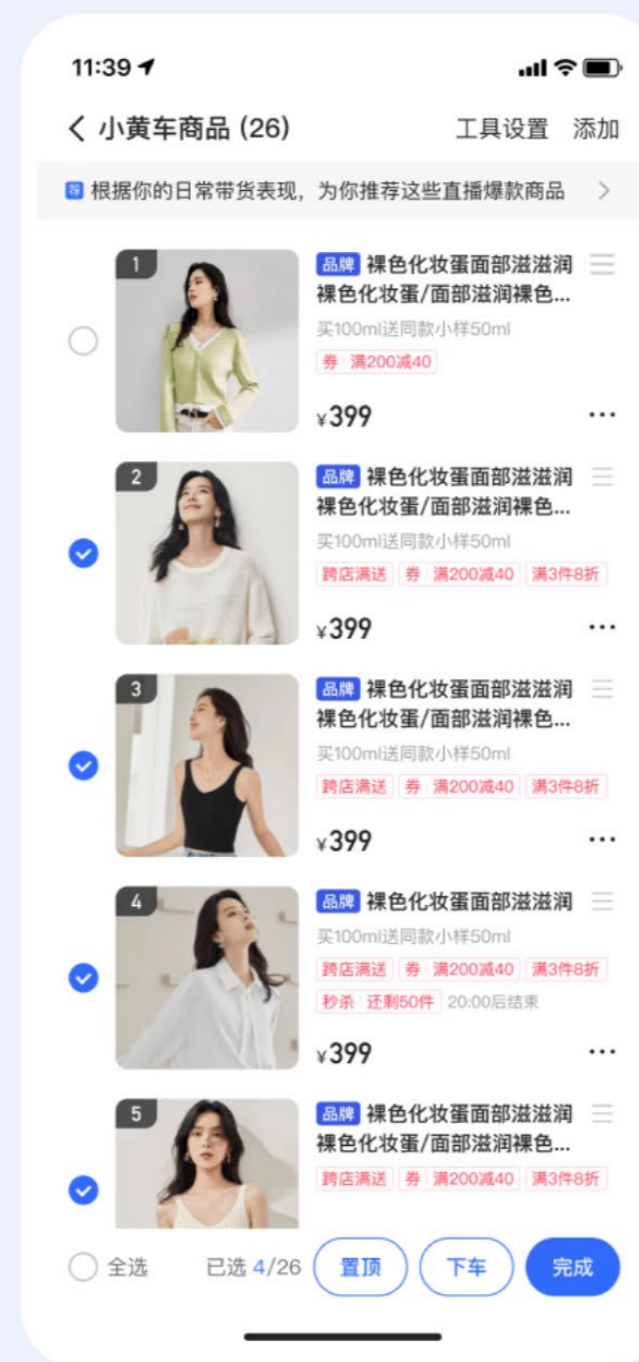 11:39
小黄车商品 (26)
工具设置 添加
荐 根据你的日常带货表现，为你推荐这些直播爆款商品
1
品牌 裸色化妆蛋面部滋滋润
裸色化妆蛋/面部滋润裸色...
买100ml送同款小样50ml
券 满200减40
¥399
2
品牌 裸色化妆蛋面部滋滋润
裸色化妆蛋/面部滋润裸色...
买100ml送同款小样50ml
跨店满送 券 满200减40 满3件8折
¥399
3
品牌 裸色化妆蛋面部滋滋润
裸色化妆蛋/面部滋润裸色...
买100ml送同款小样50ml
跨店满送 券 满200减40 满3件8折
¥399
4
品牌 裸色化妆蛋面部滋滋润
买100ml送同款小样50ml
跨店满送 券 满200减40 满3件8折
秒杀 还剩50件 20:00后结束
¥399
5
品牌 裸色化妆蛋面部滋滋润
裸色化妆蛋/面部滋润裸色...
跨店满送 券 满200减40 满3件8折
全选 已选 4/26 置顶 下车 完成